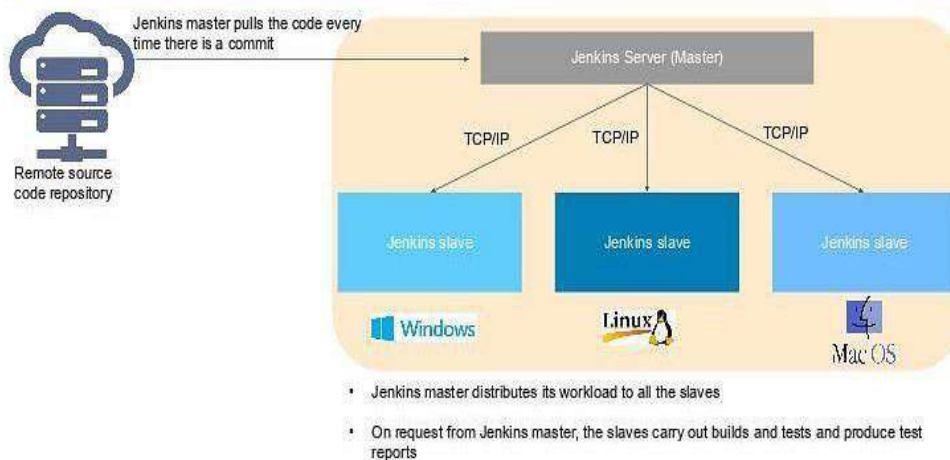 Jenkins master pulls the code every
time there is a commit
Jenkins Server (Master)
TCP/IP
TCP/IP
TCP/IP
Remote source
code repository
Jenkins slave
Jenkins slave
Jenkins slave
Windows
Linux
Mac OS
• Jenkins master distributes its workload to all the slaves
• On request from Jenkins master, the slaves carry out builds and tests and produce test
reports